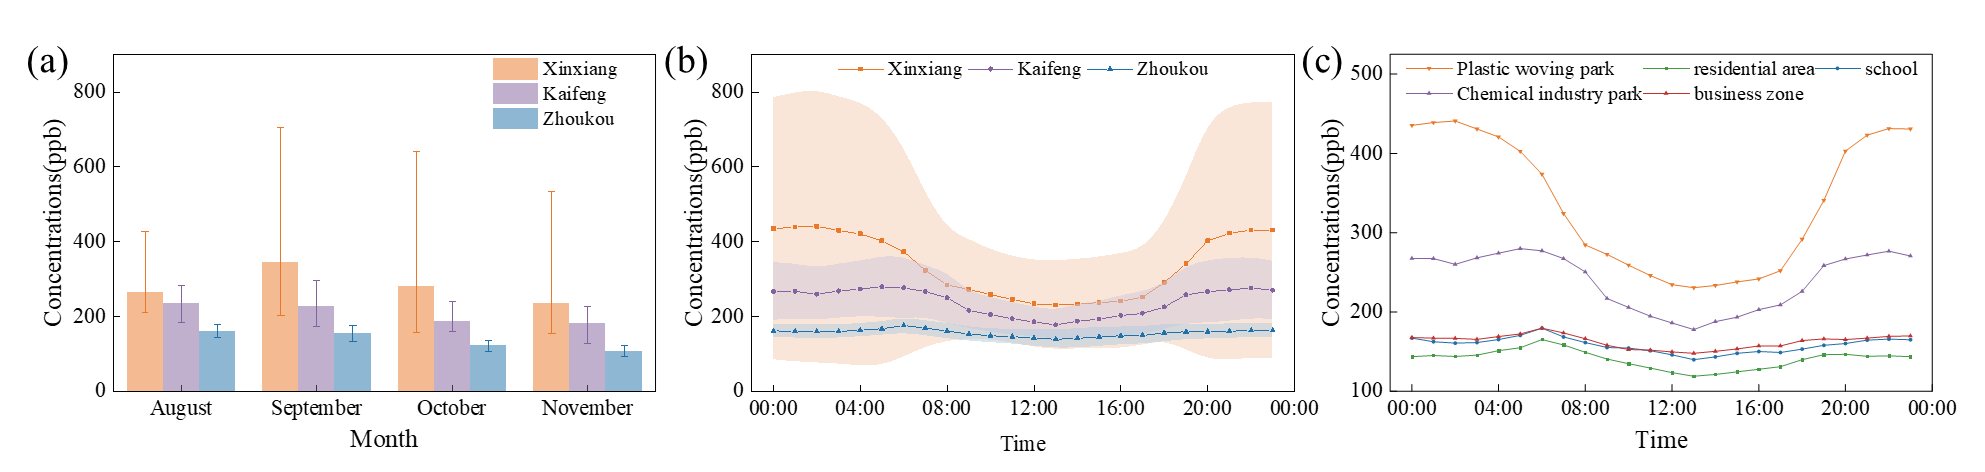 (a)
Xinxiang
Kaifeng
Zhoukou
800
600
400
200
0
Concentrations(ppb)
August September October November
Month
(b)
Xinxiang Kaifeng Zhoukou
800
600
400
200
0
Concentrations(ppb)
00:00 04:00 08:00 12:00 16:00 20:00 00:00
Time
(c)
Plastic woving park residential area school
Chemical industry park business zone
500
400
300
200
100
Concentrations(ppb)
00:00 04:00 08:00 12:00 16:00 20:00 00:00
Time